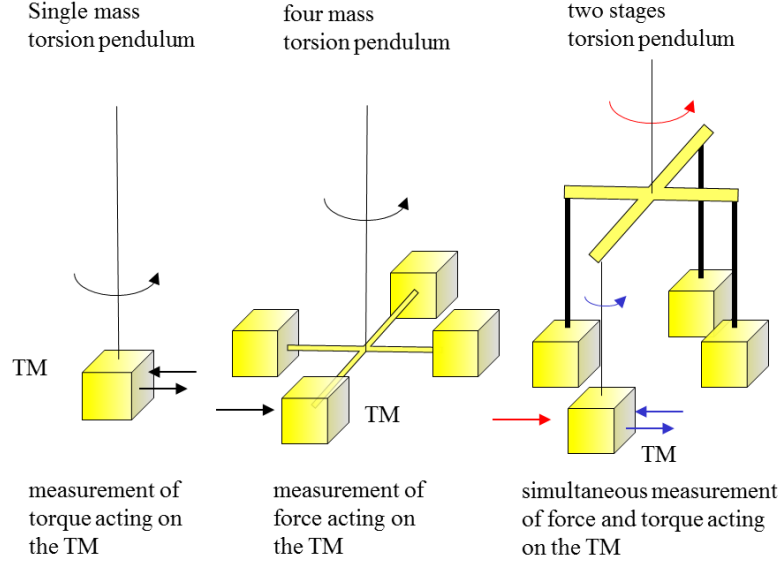 Single mass
torsion pendulum
four mass
torsion pendulum
two stages
torsion pendulum
TM
TM
TM
measurement of
torque acting on
the TM
measurement of
force acting on
the TM
simultaneous measurement
of force and torque acting
on the TM